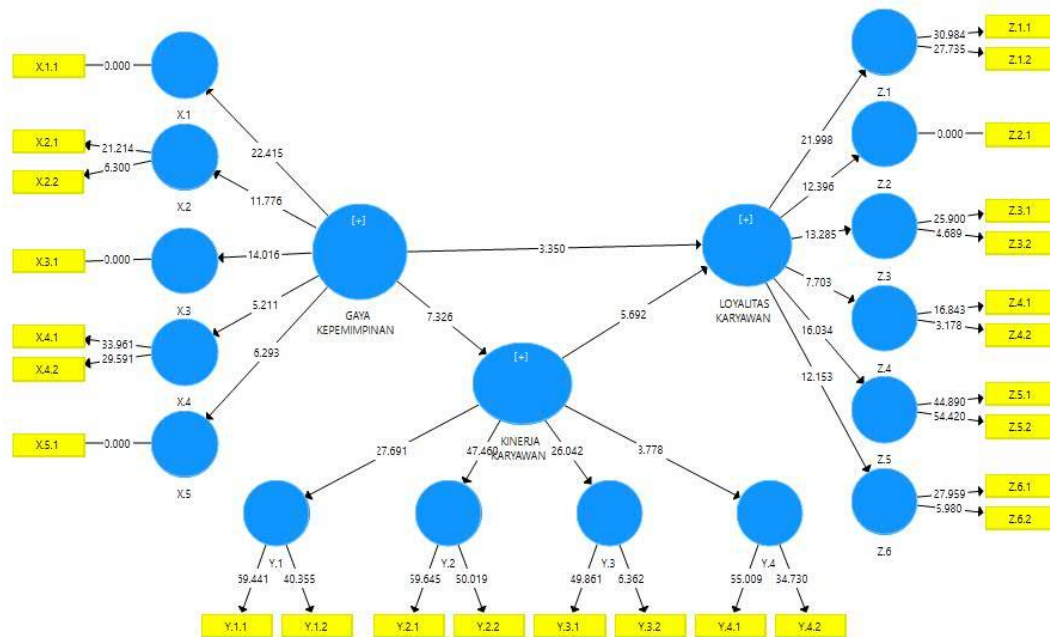 X.1.1
0.000
X.1
X.2.1
21.214
X.2.2
6.300
X.2
X.3.1
0.000
X.3
X.4.1
33.961
X.4.2
29.591
X.4
X.5.1
0.000
X.5
22.415
11.776
14.016
5.211
6.293
[+]
GAYA
KEPEMIMPINAN
3.350
7.326
5.692
[+]
KINERJA
KARYAWAN
27.691
26.042
3.778
Y.1
Y.2
Y.3
Y.4
40.355
50.019
49.861
6.362
55.009
34.730
Y.1.1
Y.1.2
Y.2.1
Y.2.2
Y.3.1
Y.3.2
Y.4.1
Y.4.2
[+]
LOYALITAS
KARYAWAN
21.998
12.396
13.285
7.703
16.034
12.153
Z.1
30.984
Z.1.1
27.735
Z.1.2
Z.2
0.000
Z.2.1
Z.3
25.900
Z.3.1
4.689
Z.3.2
Z.4
16.843
Z.4.1
3.178
Z.4.2
Z.5
44.890
Z.5.1
54.420
Z.5.2
Z.6
27.959
Z.6.1
5.980
Z.6.2